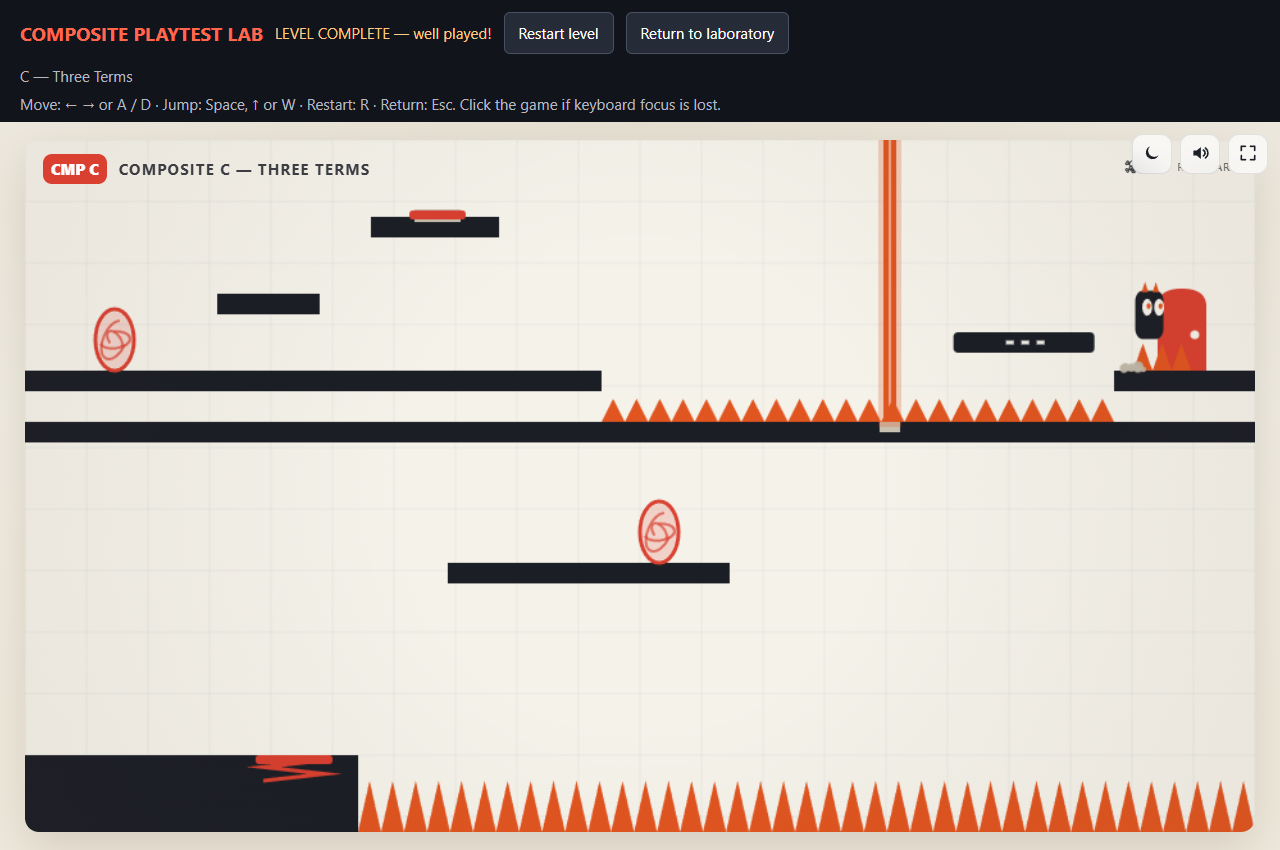 COMPOSITE PLAYTEST LAB LEVEL COMPLETE — well played! Restart level Return to laboratory
C — Three Terms
Move: ← → or A / D · Jump: Space, ↑ or W · Restart: R · Return: Esc. Click the game if keyboard focus is lost.
CMP C COMPOSITE C — THREE TERMS